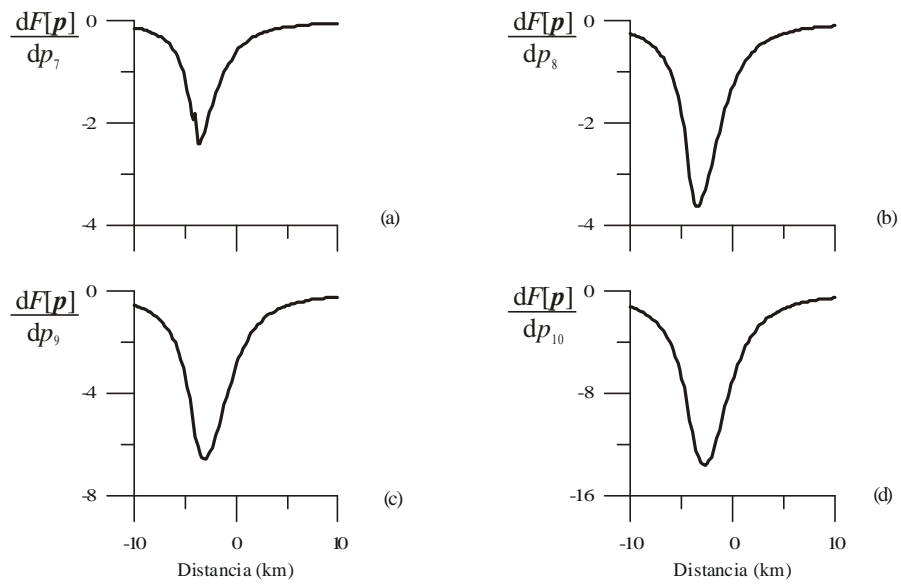 dF[p]
dp₇
0
-2
-4
(a)
dF[p]
dp₈
0
-2
-4
(b)
dF[p]
dp₉
0
-4
-8
-10
0
10
Distancia (km)
(c)
dF[p]
dp₁₀
0
-8
-16
-10
0
10
Distancia (km)
(d)